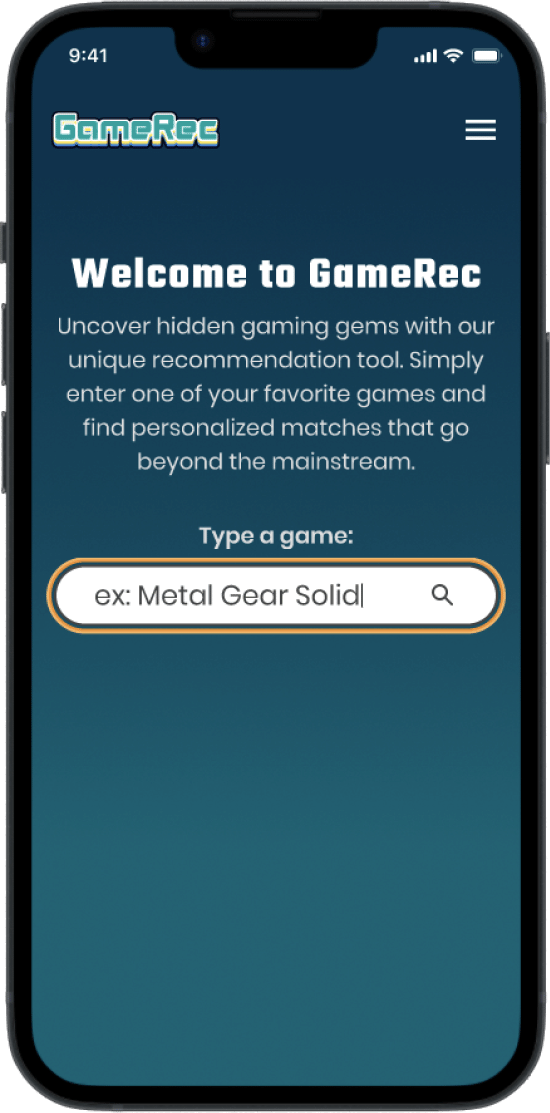 9:41
GameRec
Welcome to GameRec
Uncover hidden gaming gems with our
unique recommendation tool. Simply
enter one of your favorite games and
find personalized matches that go
beyond the mainstream.
Type a game:
ex: Metal Gear Solid